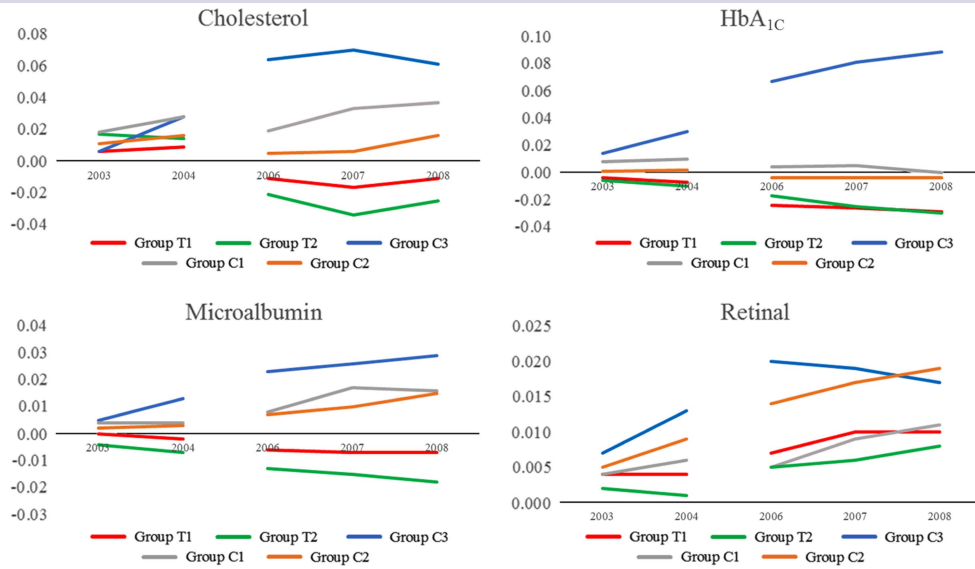 Cholesterol
0.08
0.06
0.04
0.02
0.00
-0.02
-0.04
2003 2004 2006 2007 2008
Group T1 Group T2 Group C3
Group C1 Group C2
HbA1C
0.10
0.08
0.06
0.04
0.02
0.00
-0.02
-0.04
2003 2004 2006 2007 2008
Group T1 Group T2 Group C3
Group C1 Group C2
Microalbumin
0.04
0.03
0.02
0.01
0.00
-0.01
-0.02
-0.03
2003 2004 2006 2007 2008
Group T1 Group T2 Group C3
Group C1 Group C2
Retinal
0.025
0.020
0.015
0.010
0.005
0.000
2003 2004 2006 2007 2008
Group T1 Group T2 Group C3
Group C1 Group C2